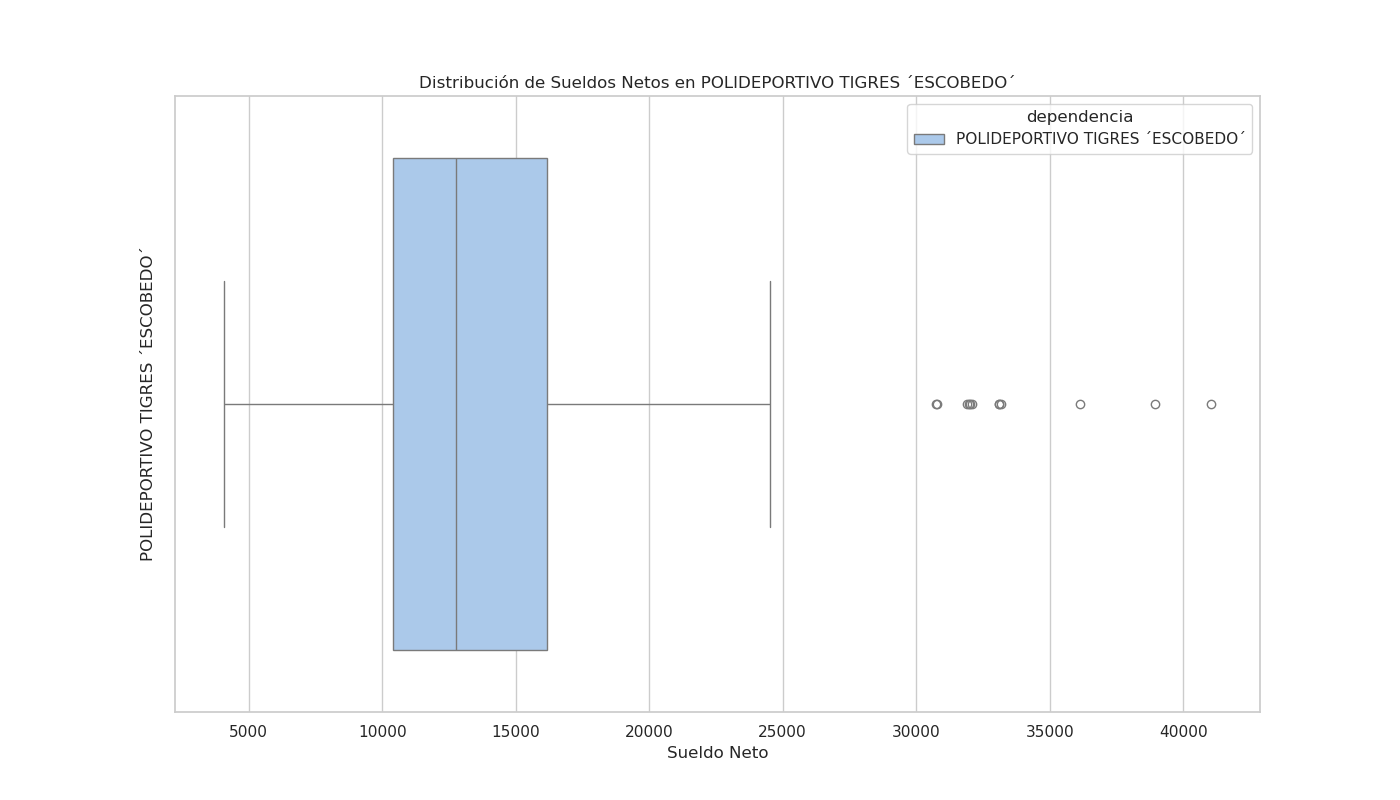 Distribución de Sueldos Netos en POLIDEPORTIVO TIGRES ´ESCOBEDO´
dependencia
POLIDEPORTIVO TIGRES ´ESCOBEDO´
POLIDEPORTIVO TIGRES ´ESCOBEDO´
5000 10000 15000 20000 25000 30000 35000 40000
Sueldo Neto